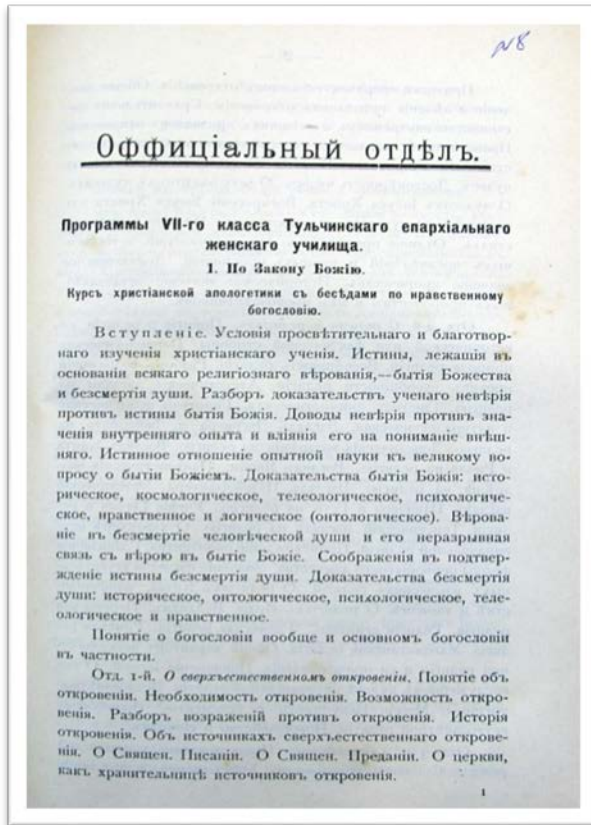 №8
Оффиціальный отдѣлъ.
Программы VII-го класса Тульчинскаго епархіальнаго
женскаго училища.
1. По Закону Божію.
Курсъ христіанской апологетики съ бесѣдами по нравственному
богословію.
Вступленіе. Условія просвѣтительнаго и благотвор-
наго изученія христіанскаго ученія. Истины, лежащія въ
основаніи всякаго религіознаго вѣрованія,—бытія Божества
и безсмертія души. Разборъ доказательствъ ученаго невѣрія
противъ истины бытія Божія. Доводы невѣрія противъ зна-
ченія внутренняго опыта и вліянія его на пониманіе внѣш-
няго. Истинное отношеніе опытной науки къ великому во-
просу о бытіи Божіемъ. Доказательства бытія Божія: исто-
рическое, космологическое, телеологическое, психологиче-
ское, нравственное и логическое (онтологическое). Вѣрова-
ніе въ безсмертіе человѣческой души и его неразрывная
связь съ вѣрою въ бытіе Божіе. Соображенія въ подтвер-
жденіе истины безсмертія души. Доказательства безсмертія
души: историческое, онтологическое, психологическое, теле-
ологическое и нравственное.
Понятіе о богословіи вообще и основномъ богословіи
въ частности.
Отд. 1-й. О сверхъестественномъ откровеніи. Понятіе объ
откровеніи. Необходимость откровенія. Возможность откро-
венія. Разборъ возраженій противъ откровенія. Исторія
откровенія. Объ источникахъ сверхъестественнаго открове-
нія. О Священ. Писаніи. О Священ. Преданіи. О церкви,
какъ хранительницѣ источниковъ откровенія.
1